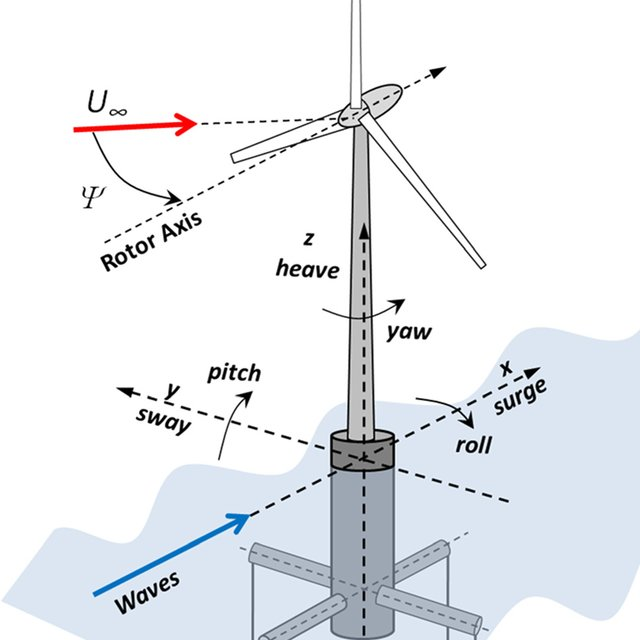 U∞
Ψ
Rotor Axis
z
heave
yaw
pitch
y
sway
x
surge
roll
Waves